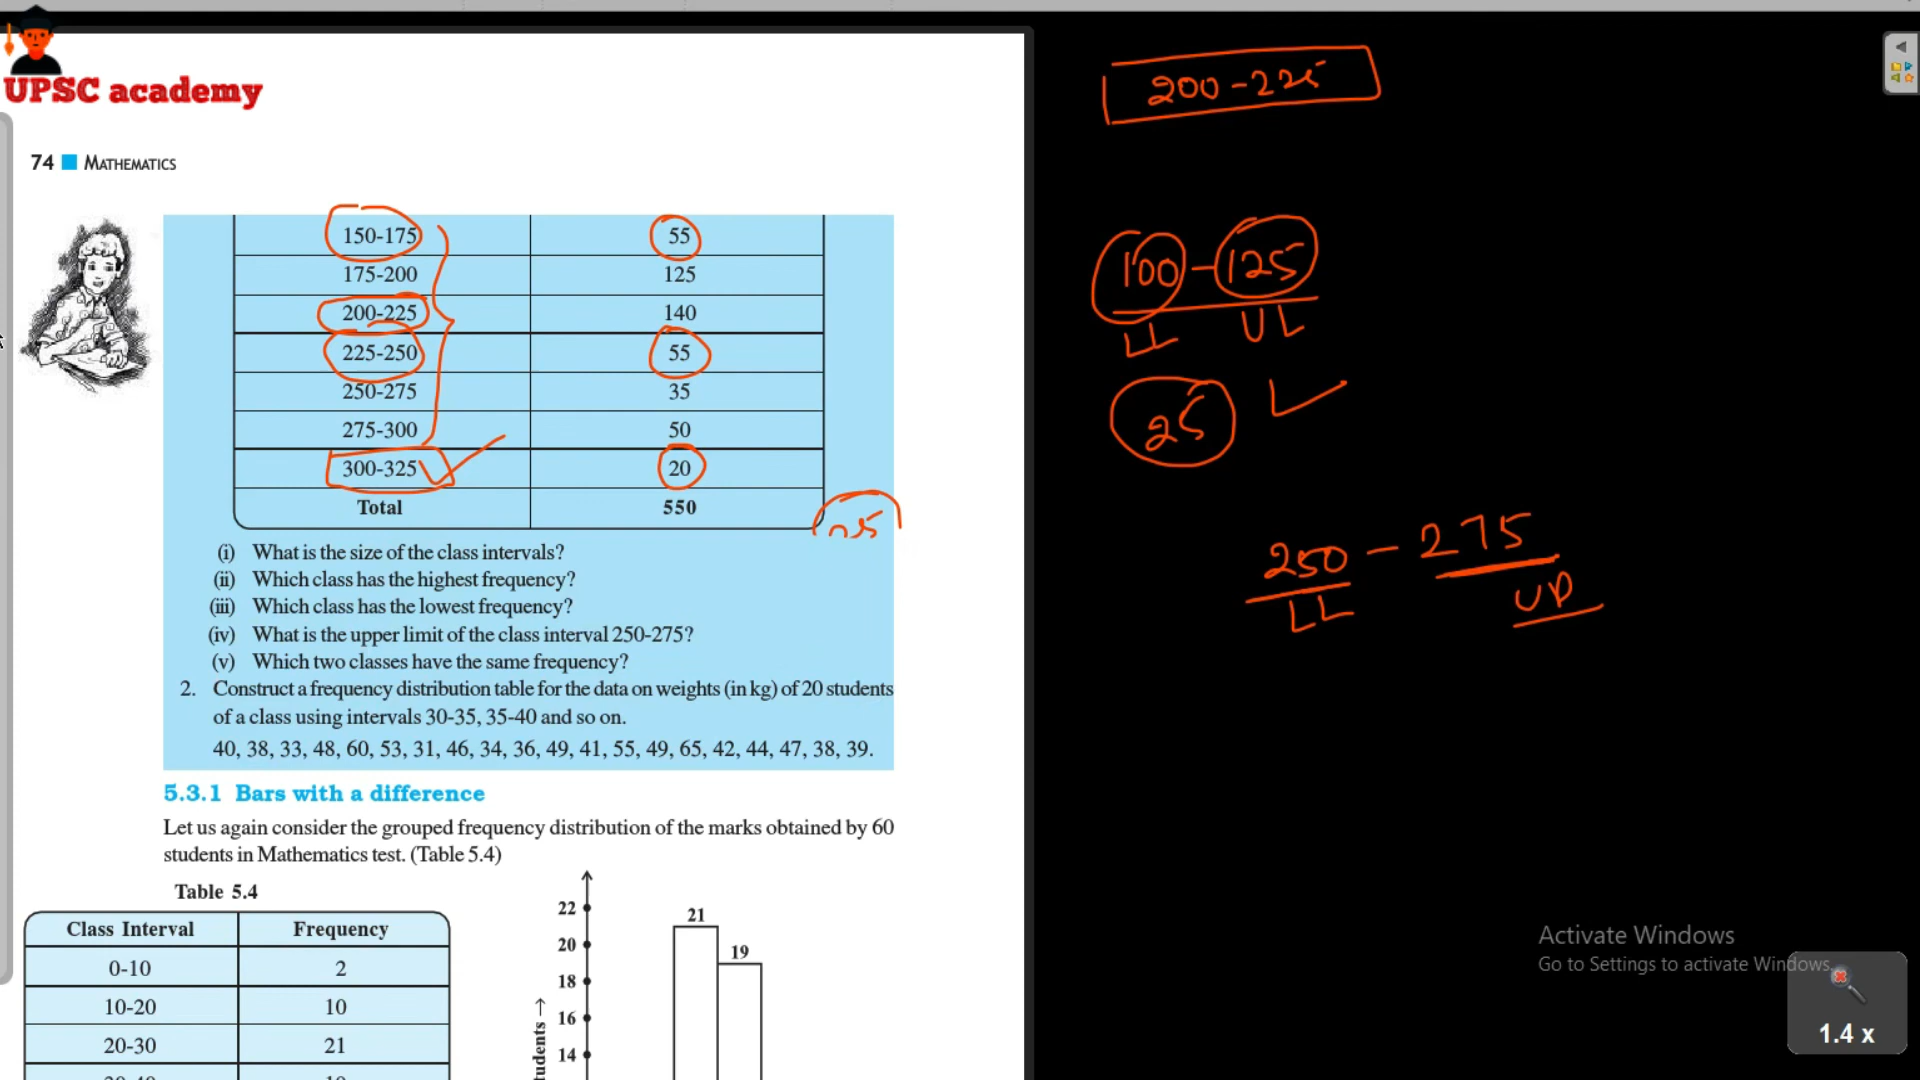 UPSC academy
74 MATHEMATICS
150-175 55
175-200 125
200-225 140
225-250 55
250-275 35
275-300 50
300-325 20
Total 550
(i) What is the size of the class intervals?
(ii) Which class has the highest frequency?
(iii) Which class has the lowest frequency?
(iv) What is the upper limit of the class interval 250-275?
(v) Which two classes have the same frequency?
2. Construct a frequency distribution table for the data on weights (in kg) of 20 students
of a class using intervals 30-35, 35-40 and so on.
40, 38, 33, 48, 60, 53, 31, 46, 34, 36, 49, 41, 55, 49, 65, 42, 44, 47, 38, 39.
5.3.1 Bars with a difference
Let us again consider the grouped frequency distribution of the marks obtained by 60
students in Mathematics test. (Table 5.4)
Table 5.4
Class Interval Frequency
0-10 2
10-20 10
20-30 21
22
20
18
16
14
21
19
200-225
100-125
LL UL
25
250-275
LL UP
Activate Windows
Go to Settings to activate Windows.
1.4 x